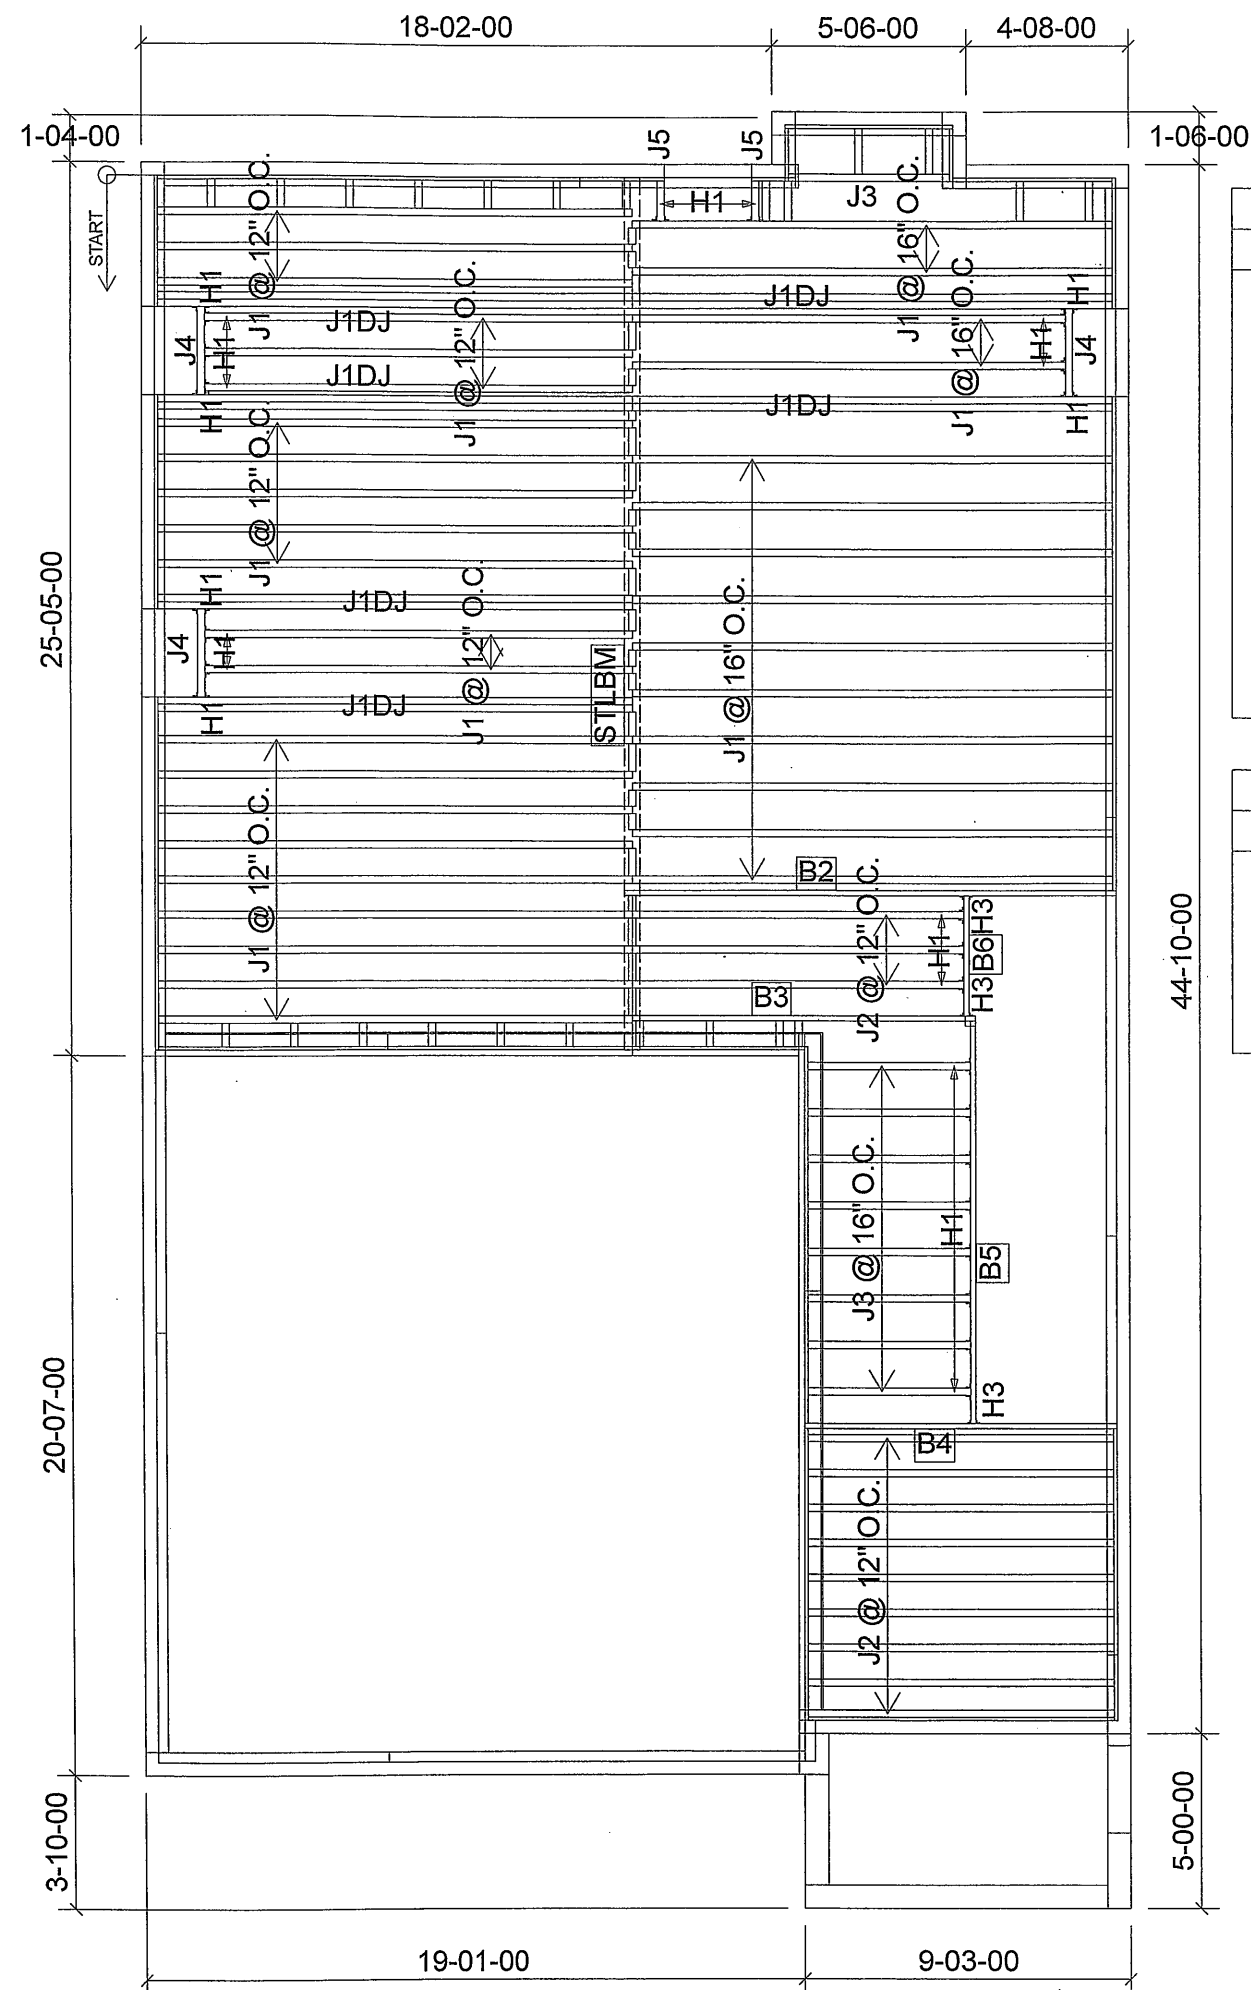 18-02-00
5-06-00
4-08-00
1-04-00
1-06-00
START
J5
J5
H1
J3
J1 @ 12" O.C.
J1 @ 16" O.C.
H1
J1DJ
H1
J4
H1
J1DJ
J1DJ
J1 @ 12" O.C.
J1 @ 16" O.C.
H1
J4
H1
J1DJ
H1
J1 @ 12" O.C.
25-05-00
H1
J1DJ
J4
H1
J1 @ 12" O.C.
STLBM
J1 @ 16" O.C.
H1
J1DJ
J1 @ 12" O.C.
B2
J2 @ 12" O.C.
H1
H3
B6
H3
B3
44-10-00
J3 @ 16" O.C.
H1
B5
H3
20-07-00
B4
J2 @ 12" O.C.
3-10-00
5-00-00
19-01-00
9-03-00